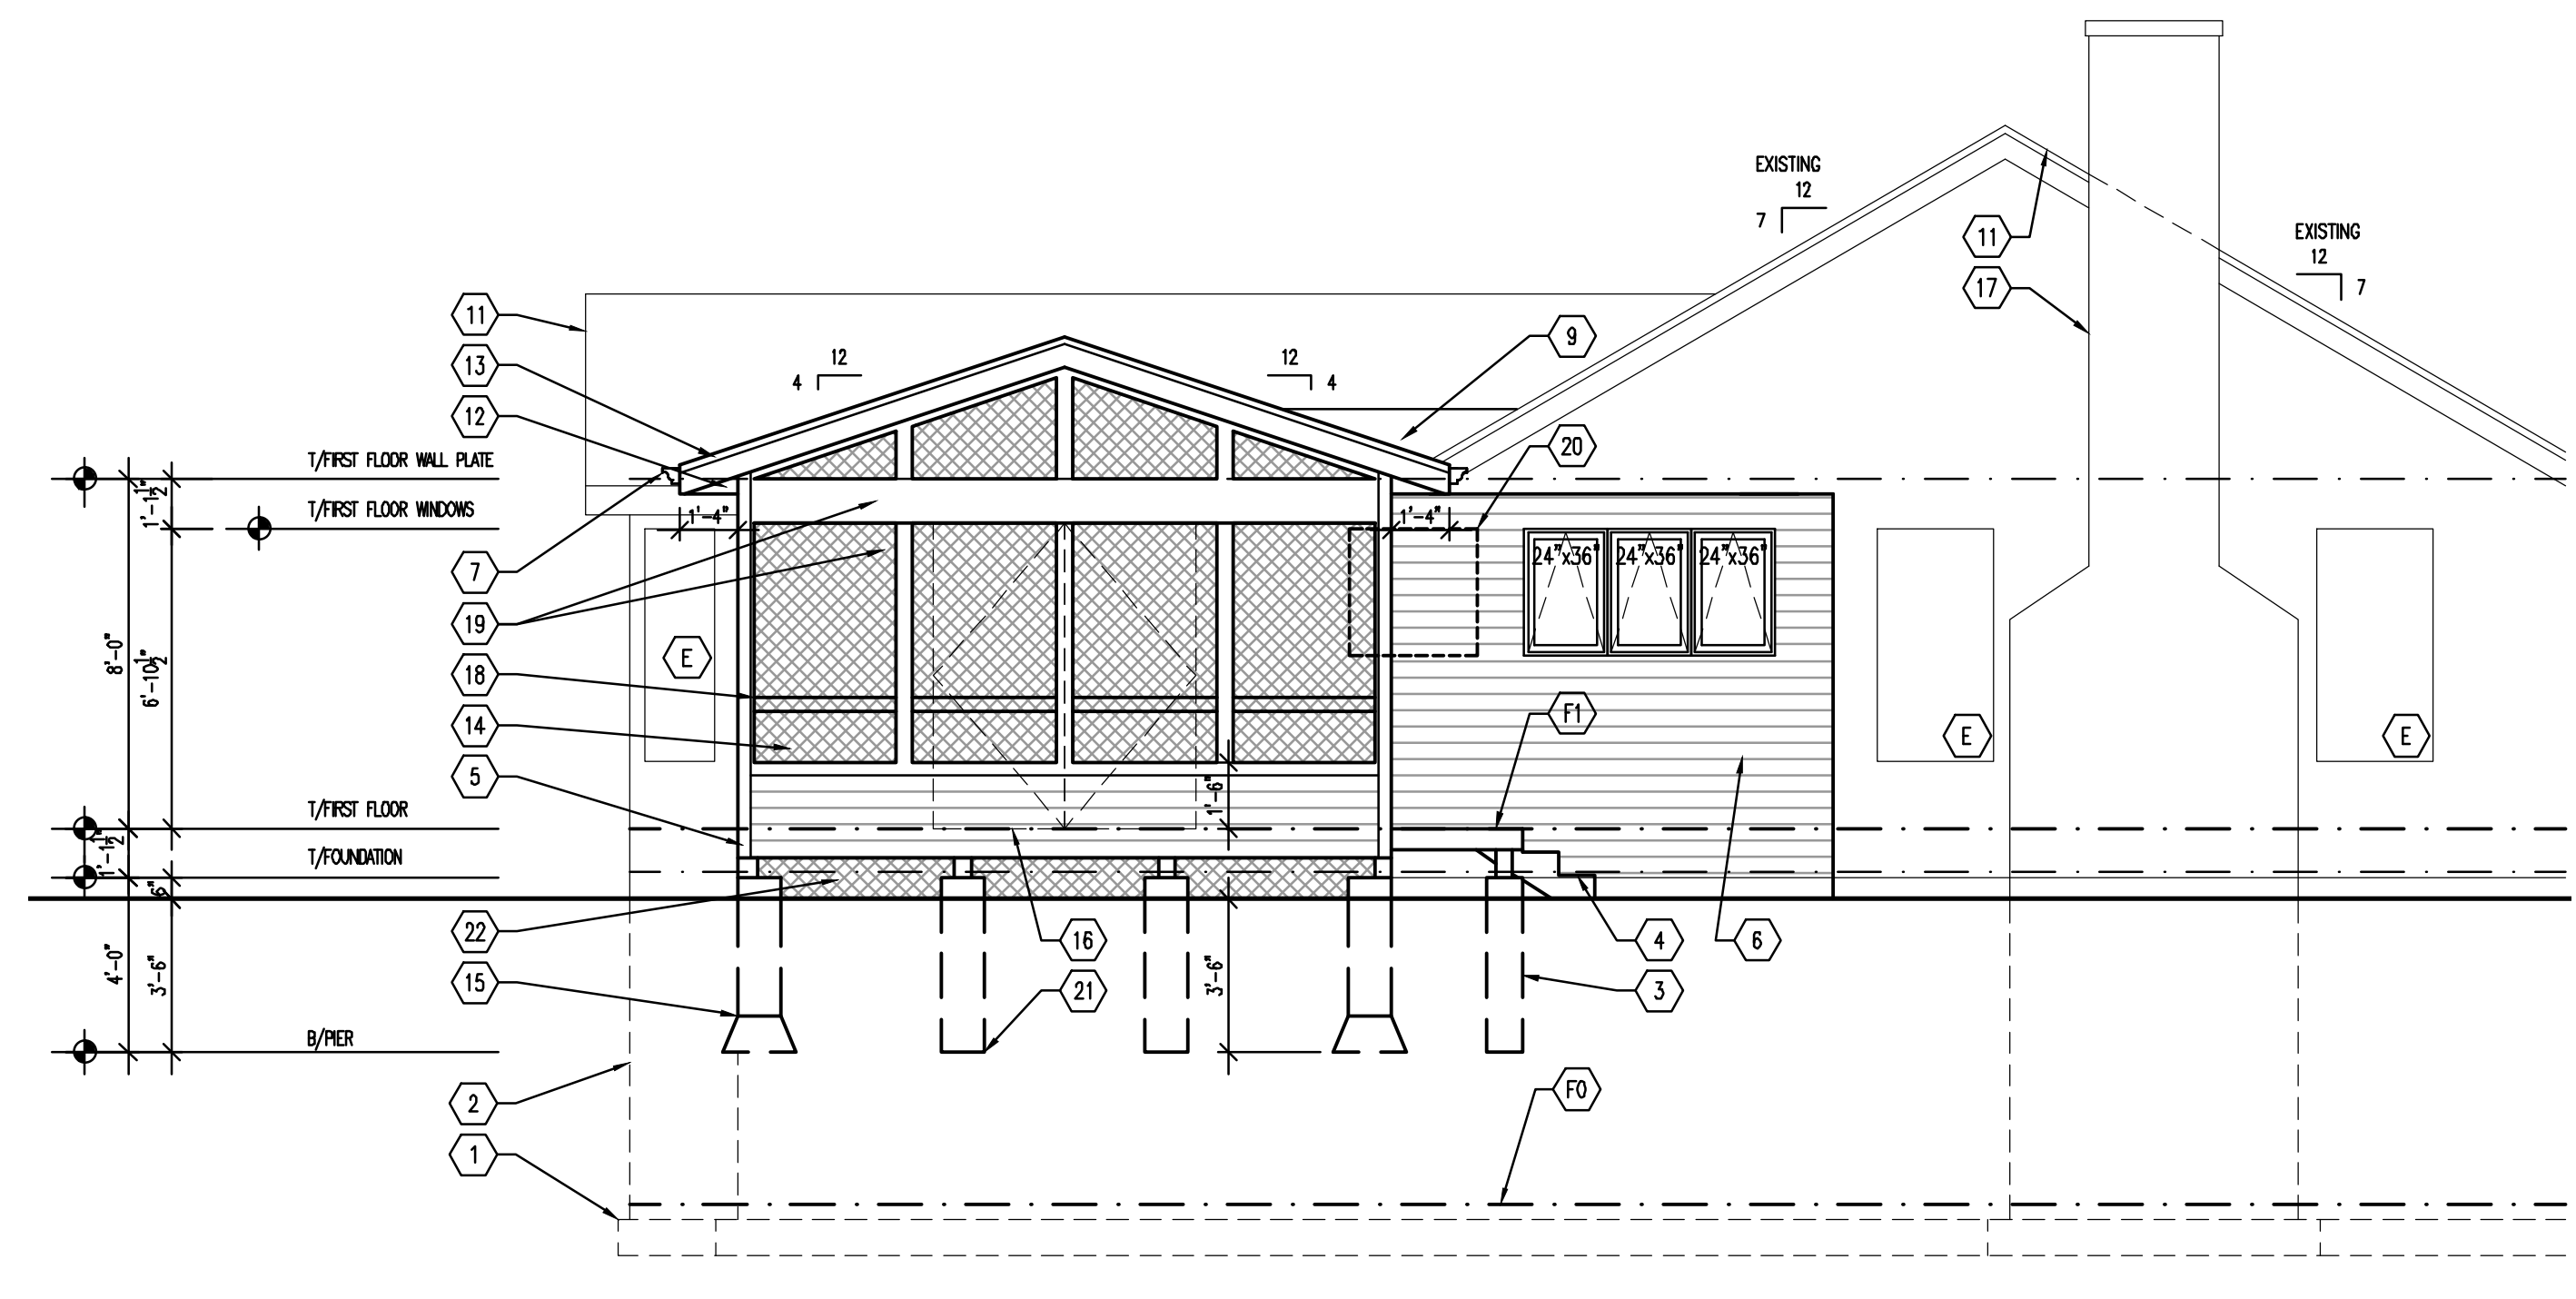 EXISTING
12
7
EXISTING
12
7
11
17
11
13
12
9
20
12
4
12
4
T/FIRST FLOOR WALL PLATE
1'-1½"
T/FIRST FLOOR WINDOWS
1'-4"
1'-4"
24"x36"
24"x36"
24"x36"
7
19
8'-0"
6'-10½"
E
18
F1
14
E
E
5
1'-6"
T/FIRST FLOOR
1'-1½"
T/FOUNDATION
6"
22
16
4
6
4'-0"
3'-6"
15
21
3'-6"
3
B/PIER
2
F0
1